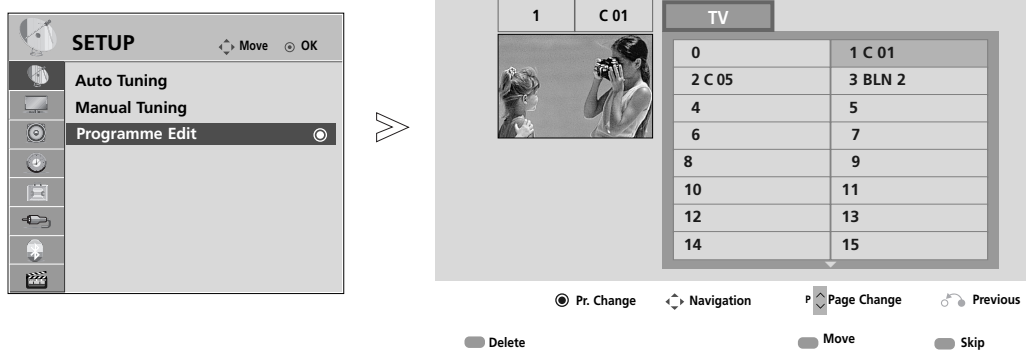 SETUP
Move OK
Auto Tuning
Manual Tuning
Programme Edit
1 C 01
TV
0 1 C 01
2 C 05 3 BLN 2
4 5
6 7
8 9
10 11
12 13
14 15
Pr. Change Navigation P Page Change Previous
Delete Move Skip